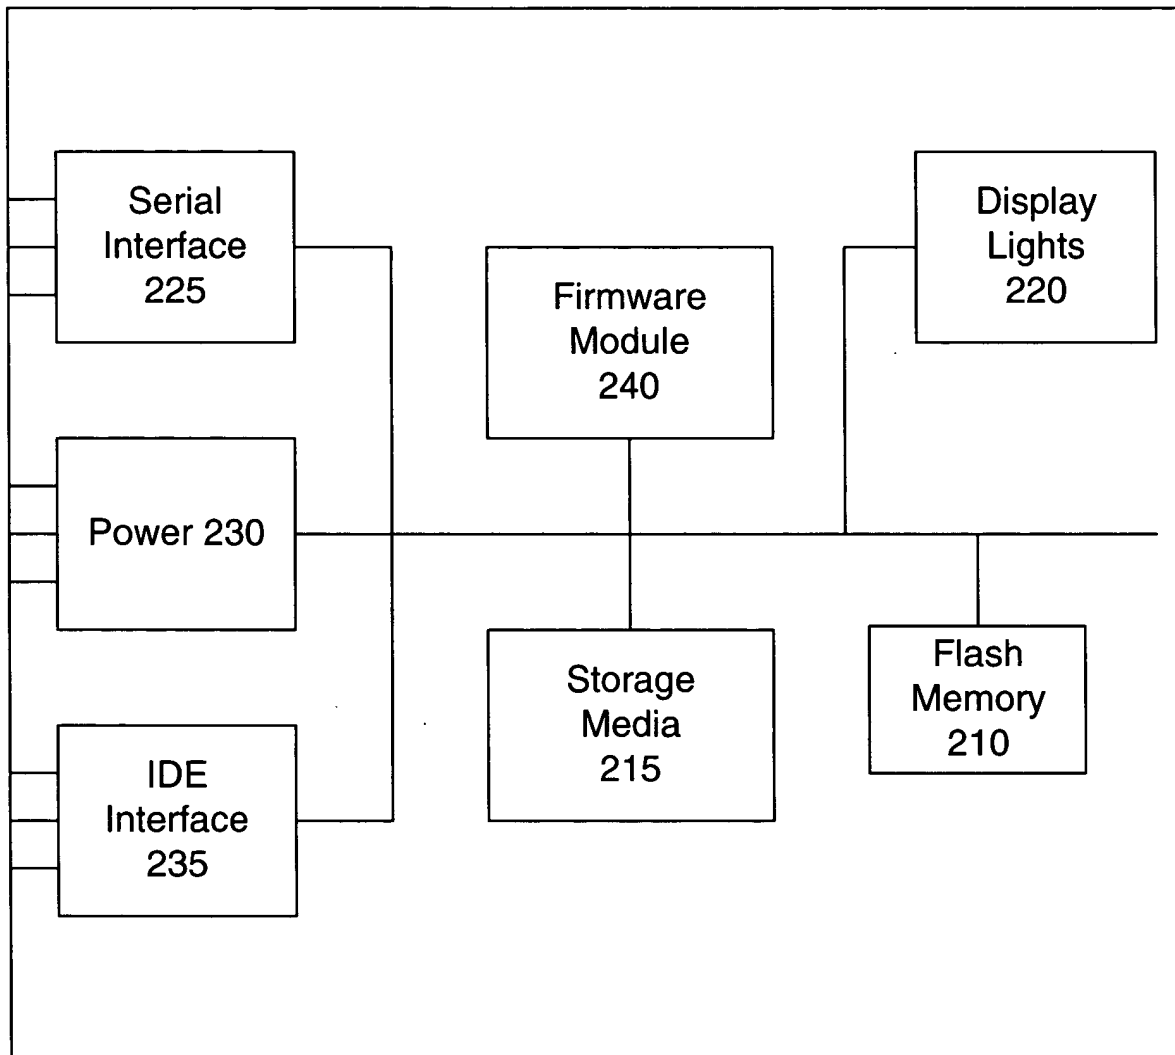 Serial
Interface
225
Display
Lights
220
Firmware
Module
240
Power 230
Storage
Media
215
Flash
Memory
210
IDE
Interface
235